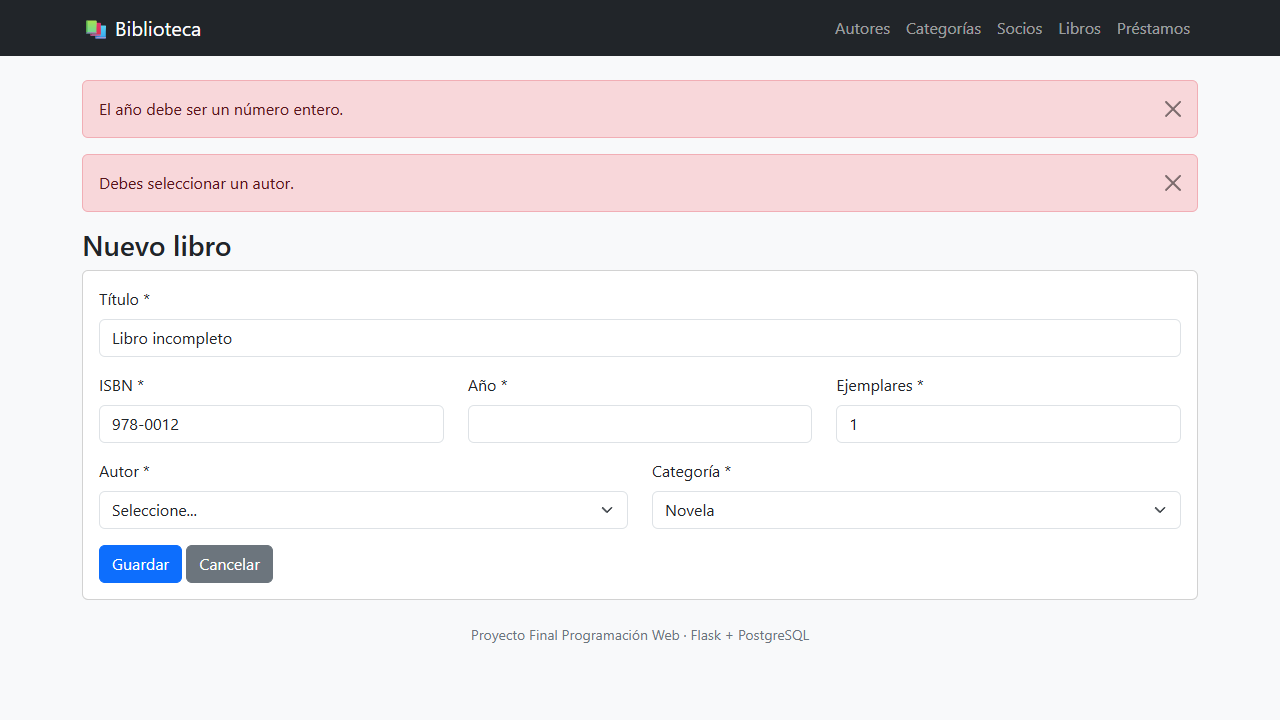 Biblioteca Autores Categorías Socios Libros Préstamos
El año debe ser un número entero.
Debes seleccionar un autor.
Nuevo libro
Título *
Libro incompleto
ISBN * Año * Ejemplares *
978-0012 1
Autor * Categoría *
Seleccione... Novela
Guardar Cancelar
Proyecto Final Programación Web · Flask + PostgreSQL